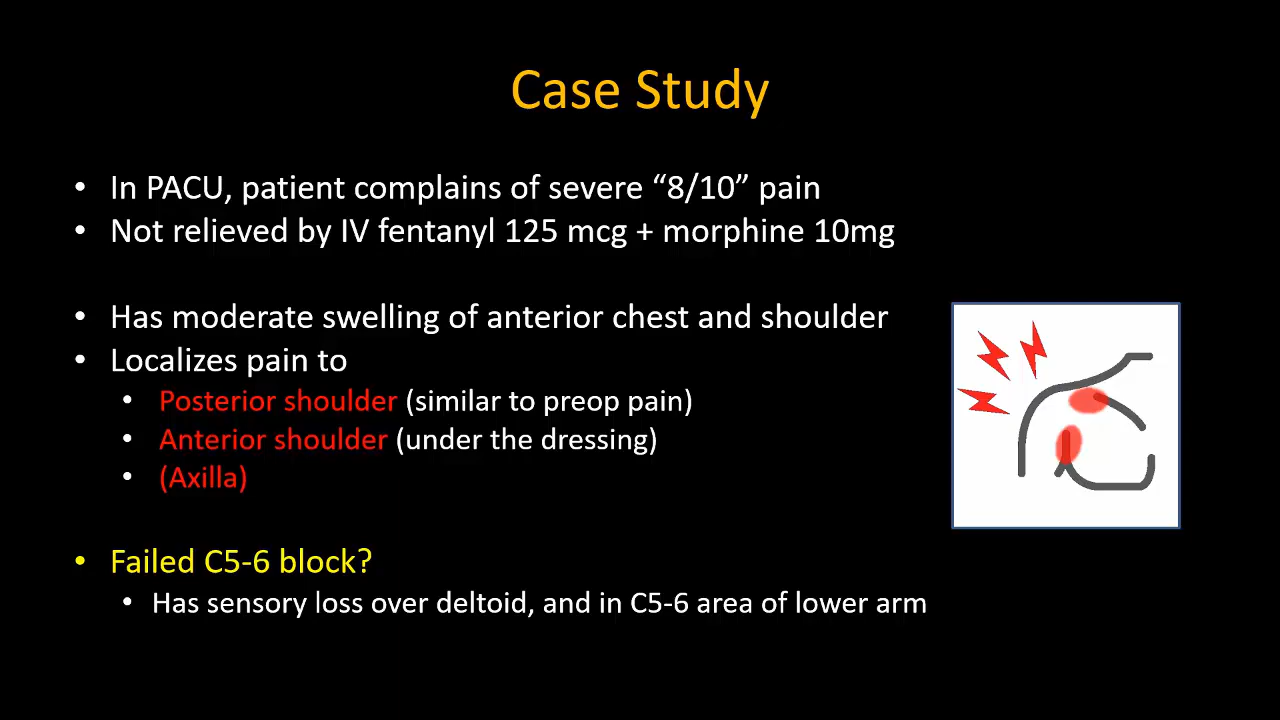 Case Study
• In PACU, patient complains of severe “8/10” pain
• Not relieved by IV fentanyl 125 mcg + morphine 10mg
• Has moderate swelling of anterior chest and shoulder
• Localizes pain to
• Posterior shoulder (similar to preop pain)
• Anterior shoulder (under the dressing)
• (Axilla)
• Failed C5-6 block?
• Has sensory loss over deltoid, and in C5-6 area of lower arm